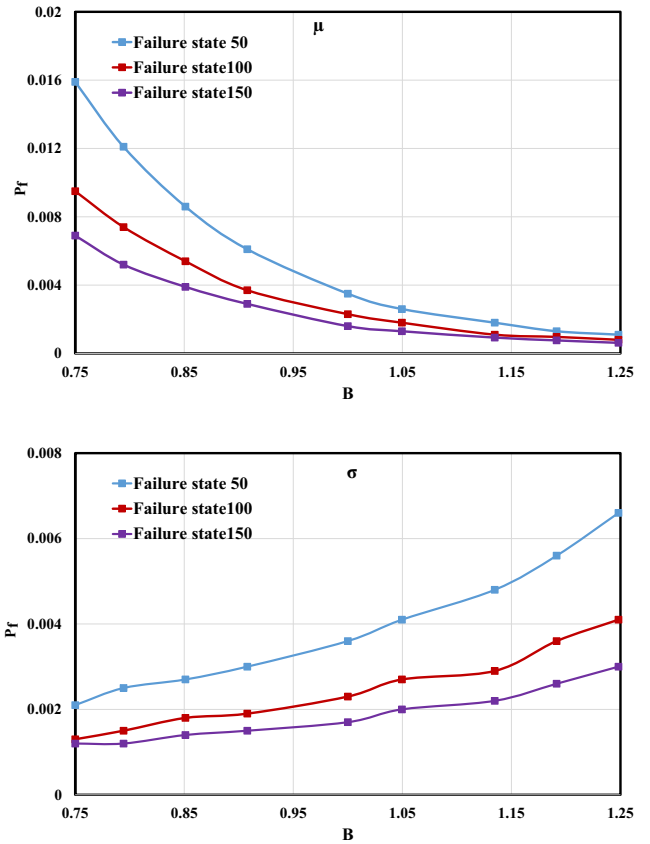 0.02
μ
Failure state 50
Failure state100
Failure state150
0.016
0.012
Pf
0.008
0.004
0
0.75 0.85 0.95 1.05 1.15 1.25
B
0.008
σ
Failure state 50
Failure state100
Failure state150
0.006
0.004
Pf
0.002
0
0.75 0.85 0.95 1.05 1.15 1.25
B